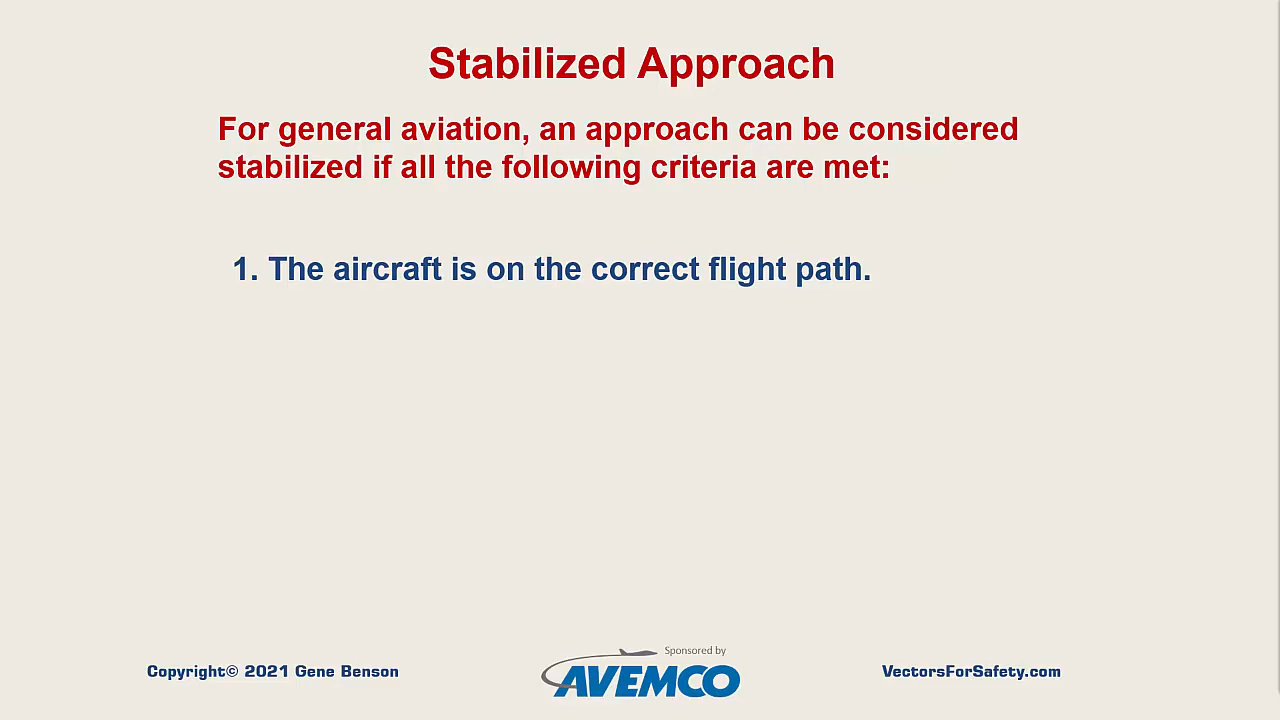 Stabilized Approach
For general aviation, an approach can be considered
stabilized if all the following criteria are met:
1. The aircraft is on the correct flight path.
Copyright© 2021 Gene Benson
Sponsored by
AVEMCO
VectorsForSafety.com